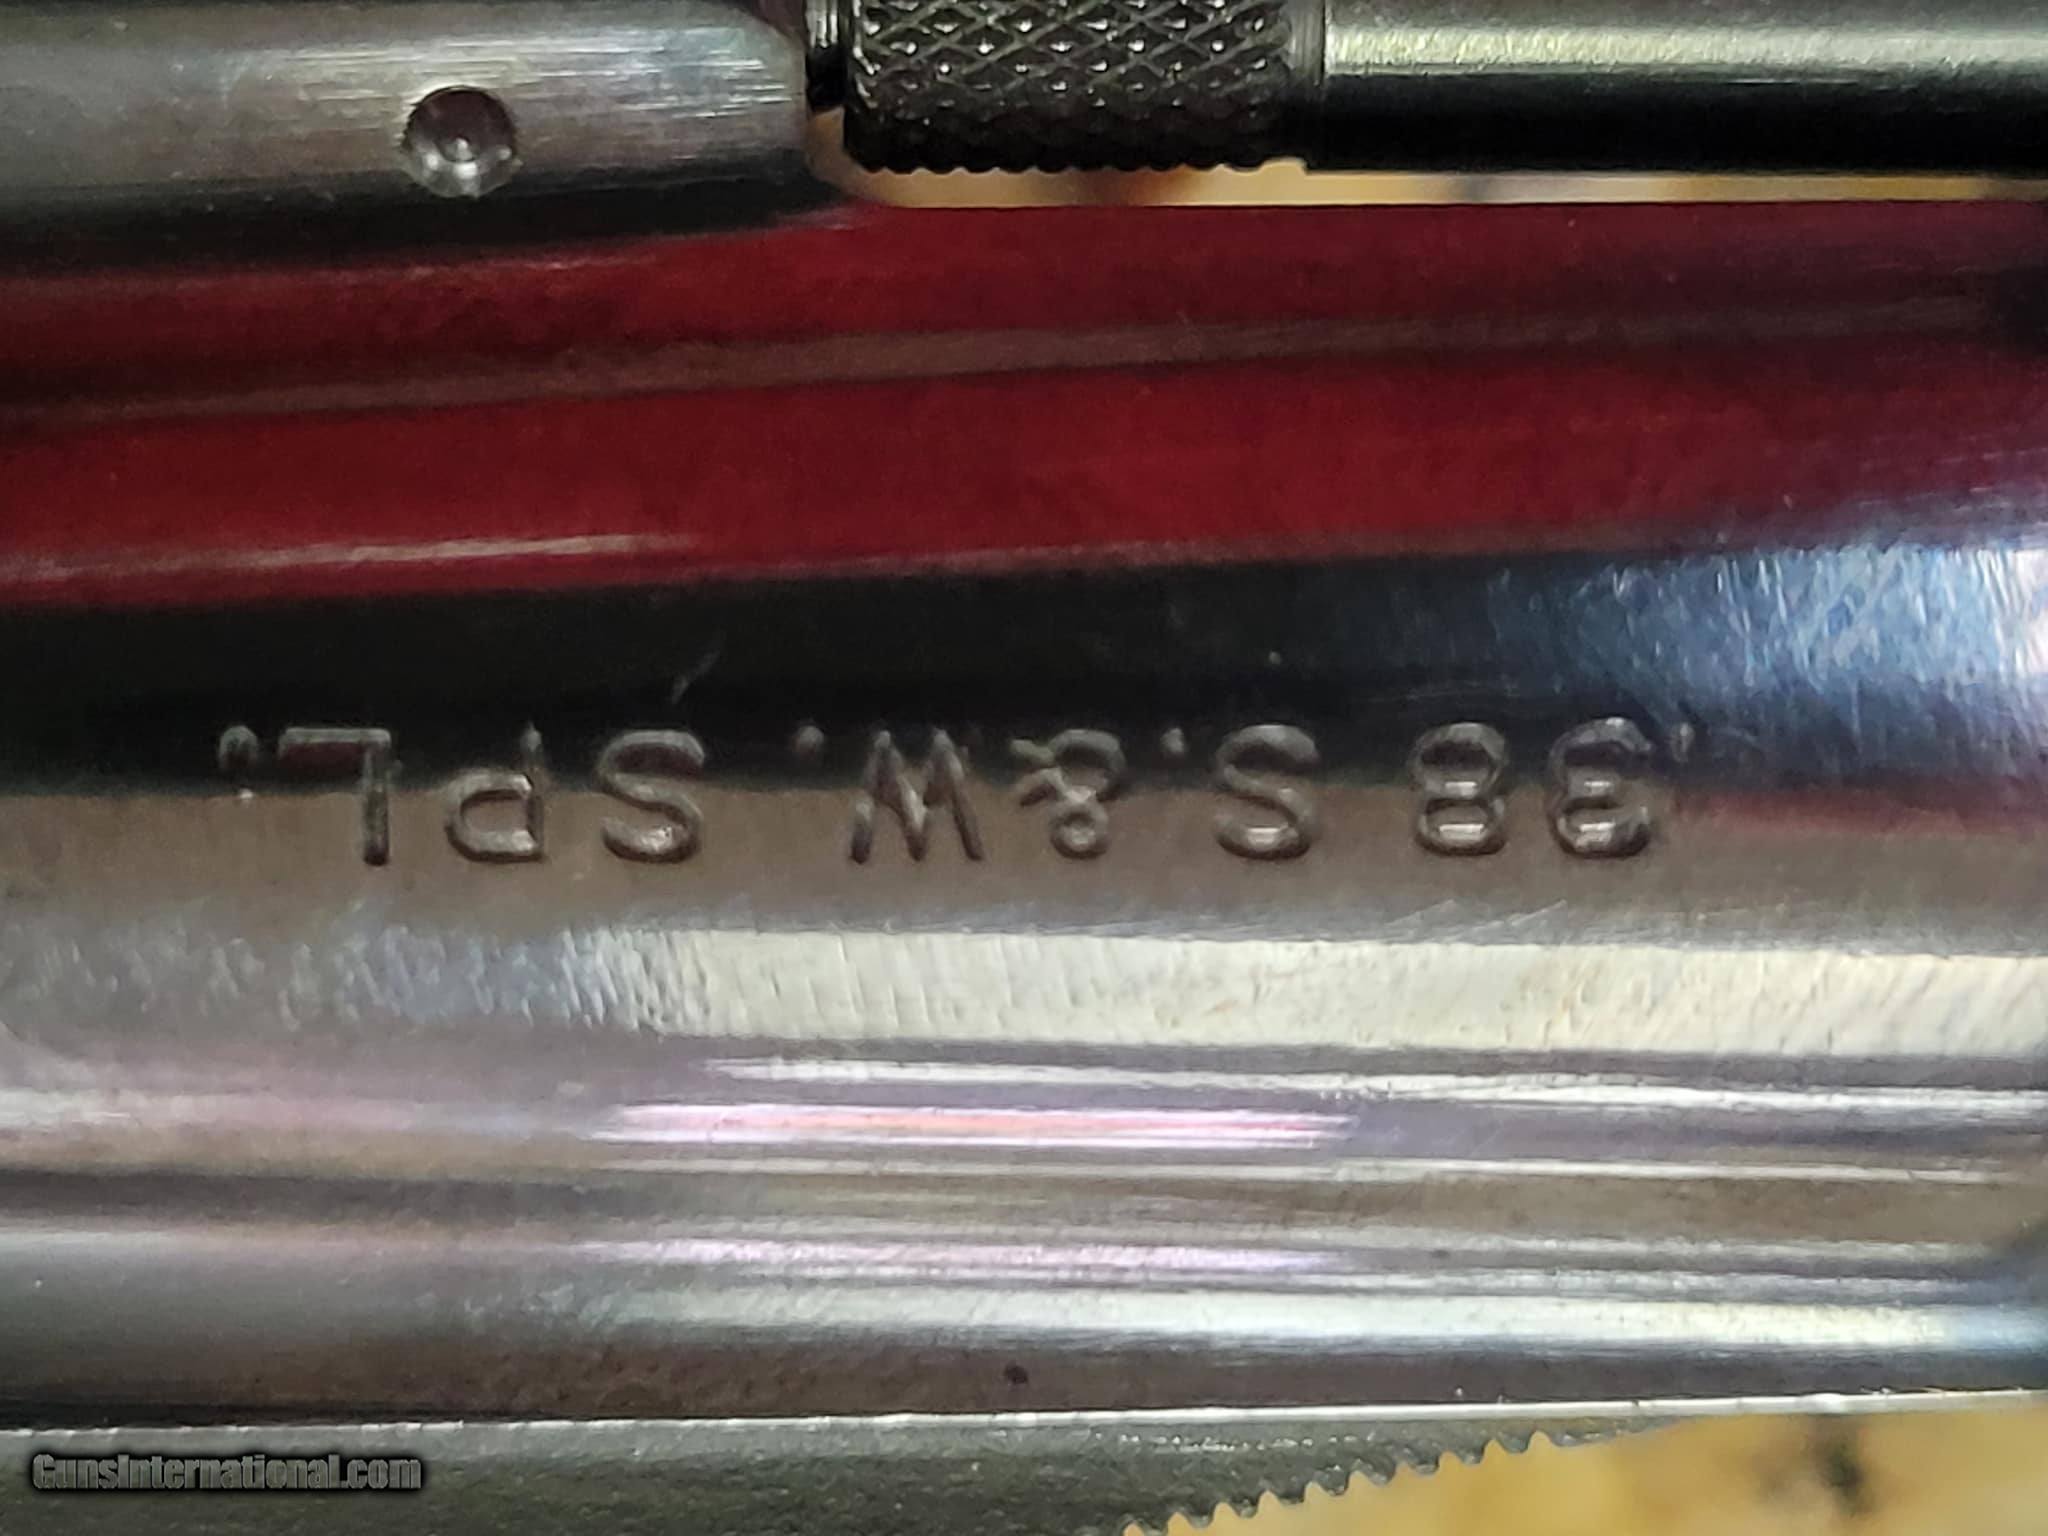 .38 S.&W. SPL.
GunsInternational.com